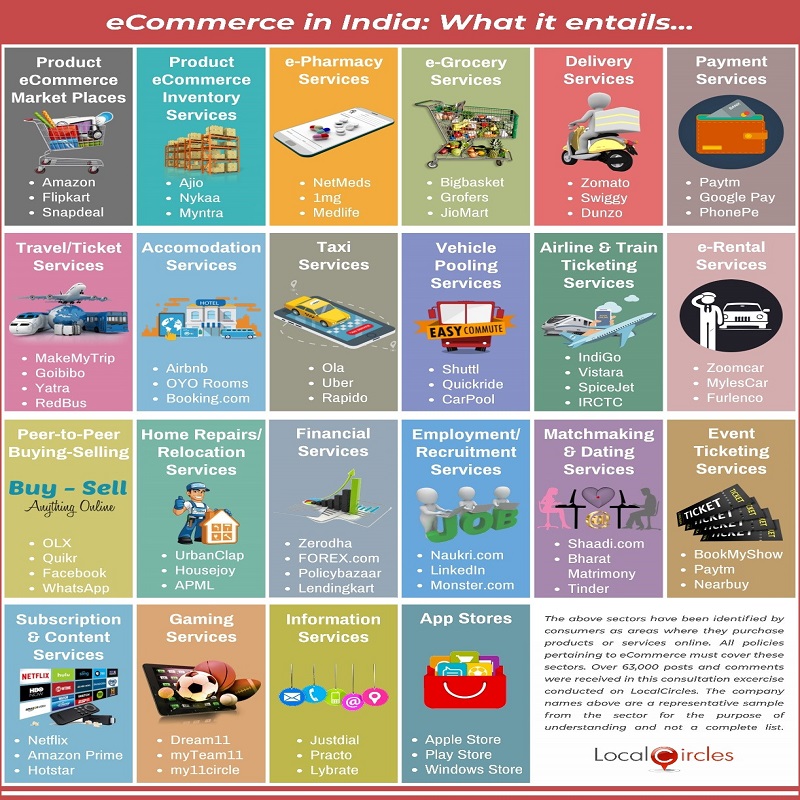 eCommerce in India: What it entails...
Product
eCommerce
Market Places
• Amazon
• Flipkart
• Snapdeal
Product
eCommerce
Inventory
Services
• Ajio
• Nykaa
• Myntra
e-Pharmacy
Services
• NetMeds
• 1mg
• Medlife
e-Grocery
Services
• Bigbasket
• Grofers
• JioMart
Delivery
Services
• Zomato
• Swiggy
• Dunzo
Payment
Services
• Paytm
• Google Pay
• PhonePe
Travel/Ticket
Services
• MakeMyTrip
• Goibibo
• Yatra
• RedBus
Accomodation
Services
HOTEL
• Airbnb
• OYO Rooms
• Booking.com
Taxi
Services
• Ola
• Uber
• Rapido
Vehicle
Pooling
Services
EASY COMMUTE
• Shuttl
• Quickride
• CarPool
Airline & Train
Ticketing
Services
• IndiGo
• Vistara
• SpiceJet
• IRCTC
e-Rental
Services
• Zoomcar
• MylesCar
• Furlenco
Peer-to-Peer
Buying-Selling
Buy - Sell
Anything Online
• OLX
• Quikr
• Facebook
• WhatsApp
Home Repairs/
Relocation
Services
• UrbanClap
• Housejoy
• APML
Financial
Services
• Zerodha
• FOREX.com
• Policybazaar
• Lendingkart
Employment/
Recruitment
Services
JOB
• Naukri.com
• LinkedIn
• Monster.com
Matchmaking
& Dating
Services
• Shaadi.com
• Bharat
Matrimony
• Tinder
Event
Ticketing
Services
TICKET
TICKET
TICKET
TICKET
• BookMyShow
• Paytm
• Nearbuy
Subscription
& Content
Services
NETFLIX
hulu
HBO
NOW
SHOWTIME
• Netflix
• Amazon Prime
• Hotstar
Gaming
Services
• Dream11
• myTeam11
• my11circle
Information
Services
• Justdial
• Practo
• Lybrate
App Stores
• Apple Store
• Play Store
• Windows Store
The above sectors have been identified by
consumers as areas where they purchase
products or services online. All policies
pertaining to eCommerce must cover these
sectors. Over 63,000 posts and comments
were received in this consultation excercise
conducted on LocalCircles. The company
names above are a representative sample
from the sector for the purpose of
understanding and not a complete list.
LocalCircles